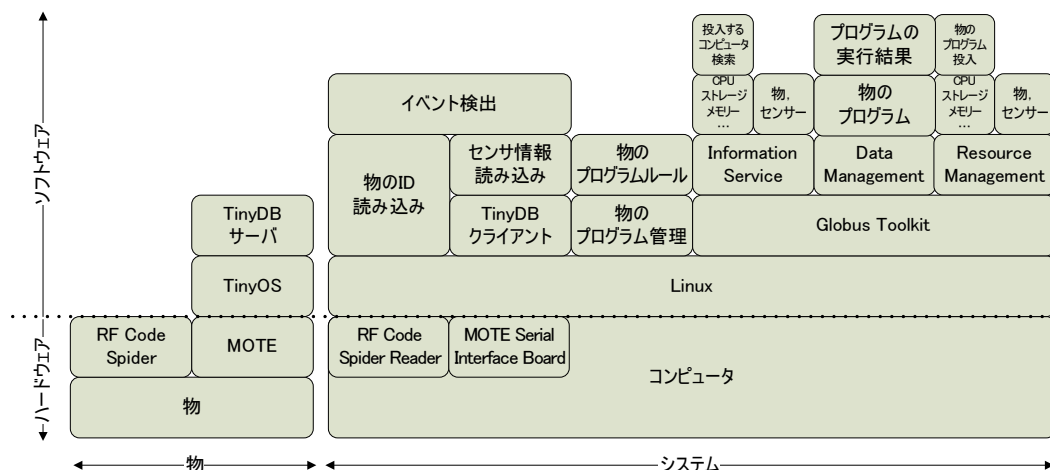 ソフトウェア
ハードウェア
投入する
コンピュータ
検索
プログラムの
実行結果
物の
プログラム
投入
イベント検出
CPU
ストレージ
メモリー
…
物,
センサー
物の
プログラム
CPU
ストレージ
メモリー
…
物,
センサー
物のID
読み込み
センサ情報
読み込み
物の
プログラムルール
Information
Service
Data
Management
Resource
Management
TinyDB
サーバ
TinyDB
クライアント
物の
プログラム管理
Globus Toolkit
TinyOS
Linux
RF Code
Spider
MOTE
RF Code
Spider Reader
MOTE Serial
Interface Board
コンピュータ
物
物
システム